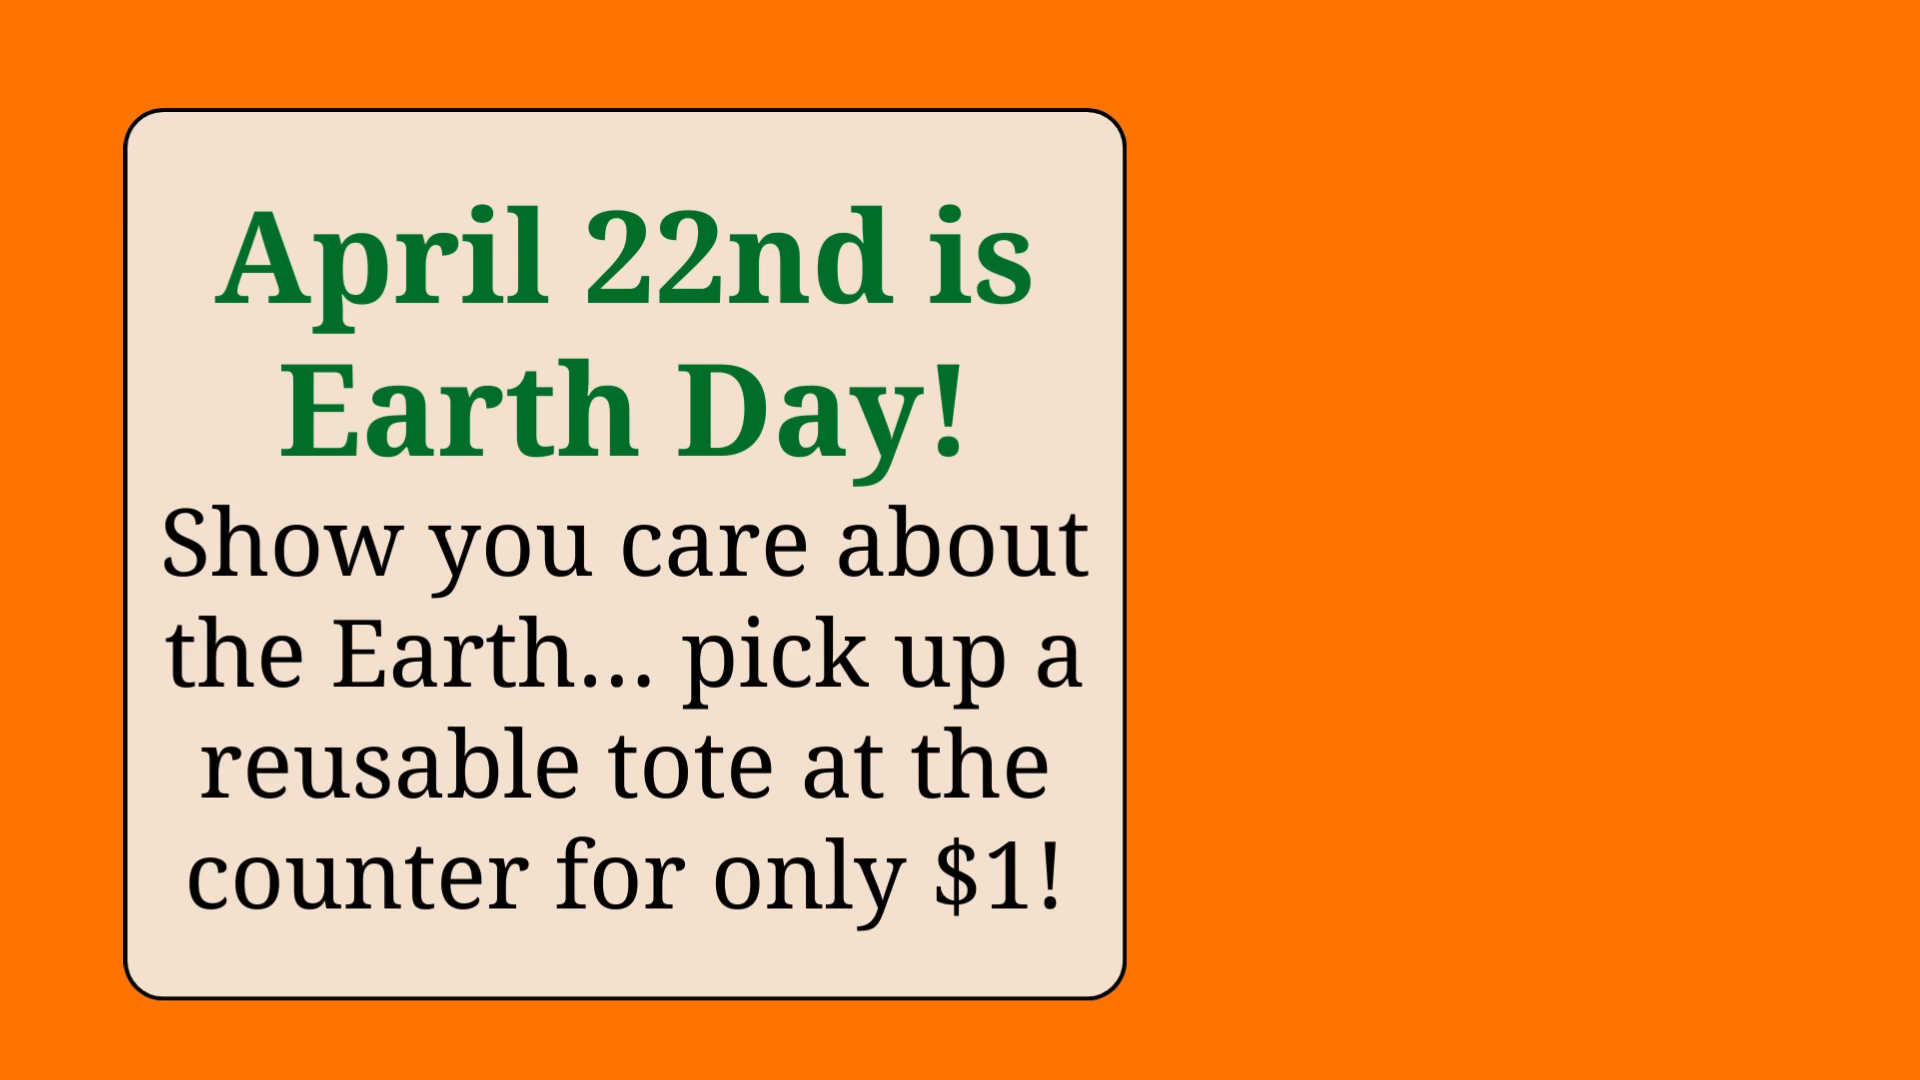 April 22nd is
Earth Day!
Show you care about
the Earth... pick up a
reusable tote at the
counter for only $1!